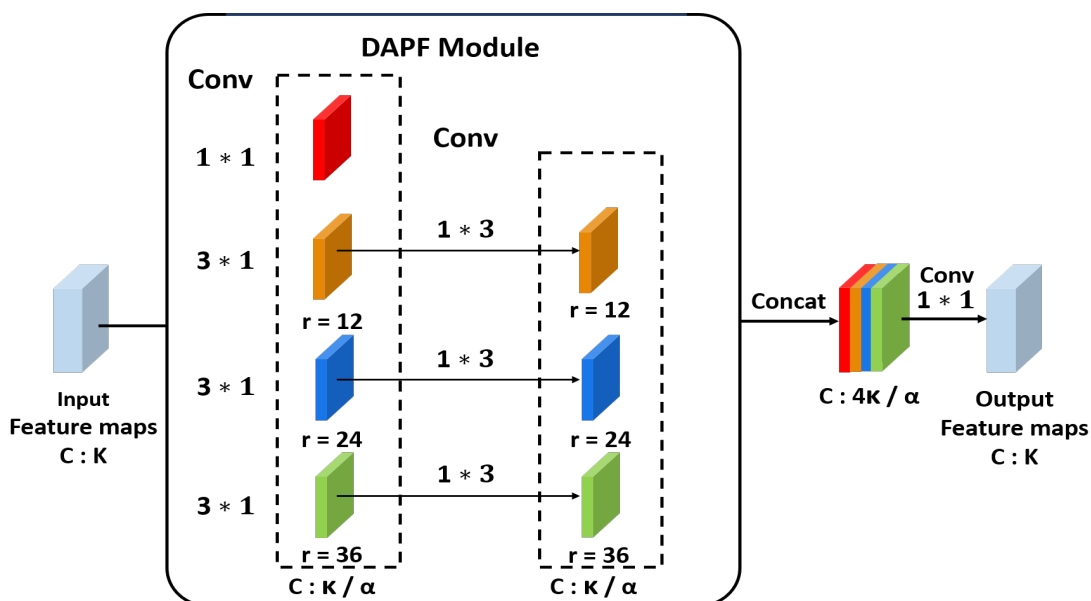 DAPF Module
Conv
Conv
1 * 1
3 * 1
1 * 3
r = 12
r = 12
3 * 1
1 * 3
r = 24
r = 24
3 * 1
1 * 3
r = 36
r = 36
C : K / α
C : K / α
Input
Feature maps
C : K
Concat
Conv
1 * 1
C : 4K / α
Output
Feature maps
C : K